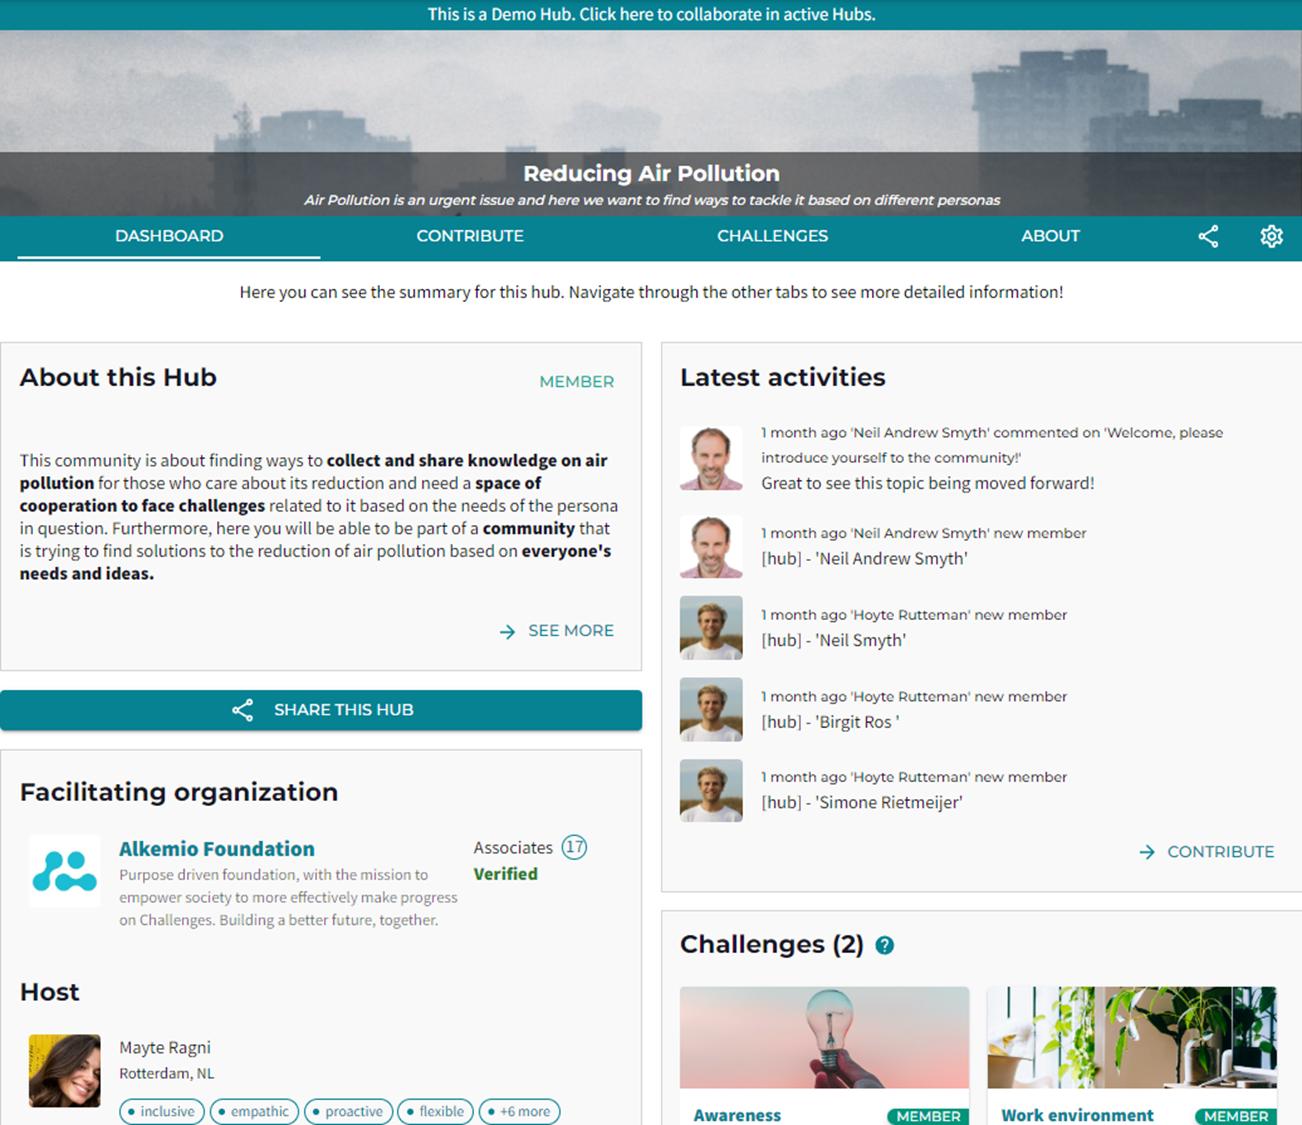 This is a Demo Hub. Click here to collaborate in active Hubs.
Reducing Air Pollution
Air Pollution is an urgent issue and here we want to find ways to tackle it based on different personas
DASHBOARD
CONTRIBUTE
CHALLENGES
ABOUT
Here you can see the summary for this hub. Navigate through the other tabs to see more detailed information!
About this Hub
MEMBER
This community is about finding ways to collect and share knowledge on air
pollution for those who care about its reduction and need a space of
cooperation to face challenges related to it based on the needs of the persona
in question. Furthermore, here you will be able to be part of a community that
is trying to find solutions to the reduction of air pollution based on everyone's
needs and ideas.
SEE MORE
SHARE THIS HUB
Facilitating organization
Alkemio Foundation
Associates 17
Verified
Purpose driven foundation, with the mission to
empower society to more effectively make progress
on Challenges. Building a better future, together.
Host
Mayte Ragni
Rotterdam, NL
inclusive
empathic
proactive
flexible
+6 more
Latest activities
1 month ago 'Neil Andrew Smyth' commented on 'Welcome, please
introduce yourself to the community!'
Great to see this topic being moved forward!
1 month ago 'Neil Andrew Smyth' new member
[hub] - 'Neil Andrew Smyth'
1 month ago 'Hoyte Rutteman' new member
[hub] - 'Neil Smyth'
1 month ago 'Hoyte Rutteman' new member
[hub] - 'Birgit Ros '
1 month ago 'Hoyte Rutteman' new member
[hub] - 'Simone Rietmeijer'
CONTRIBUTE
Challenges (2) ?
Awareness
MEMBER
Work environment
MEMBER